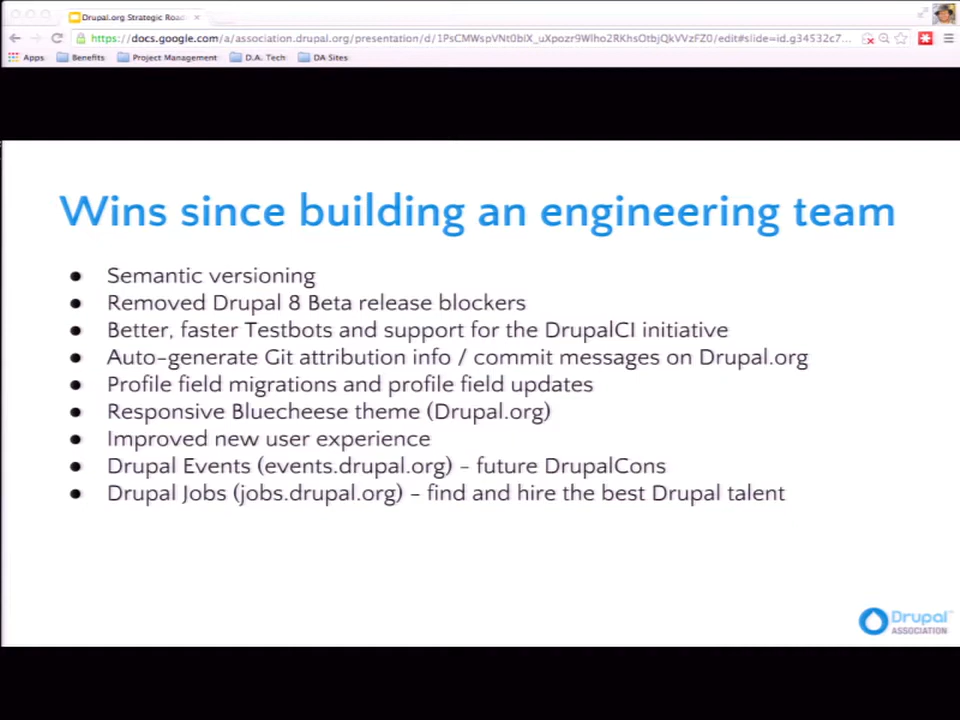 Drupal.org Strategic Road
https://docs.google.com/a/association.drupal.org/presentation/d/1PsCMWspVNt0blX_uXpozr9Wlho2RKhsOtbjQkVVzFZ0/edit#slide=id.g34532c7...
Apps Benefits Project Management D.A. Tech DA Sites
Wins since building an engineering team
● Semantic versioning
● Removed Drupal 8 Beta release blockers
● Better, faster Testbots and support for the DrupalCI initiative
● Auto-generate Git attribution info / commit messages on Drupal.org
● Profile field migrations and profile field updates
● Responsive Bluecheese theme (Drupal.org)
● Improved new user experience
● Drupal Events (events.drupal.org) - future DrupalCons
● Drupal Jobs (jobs.drupal.org) - find and hire the best Drupal talent
Drupal™
ASSOCIATION